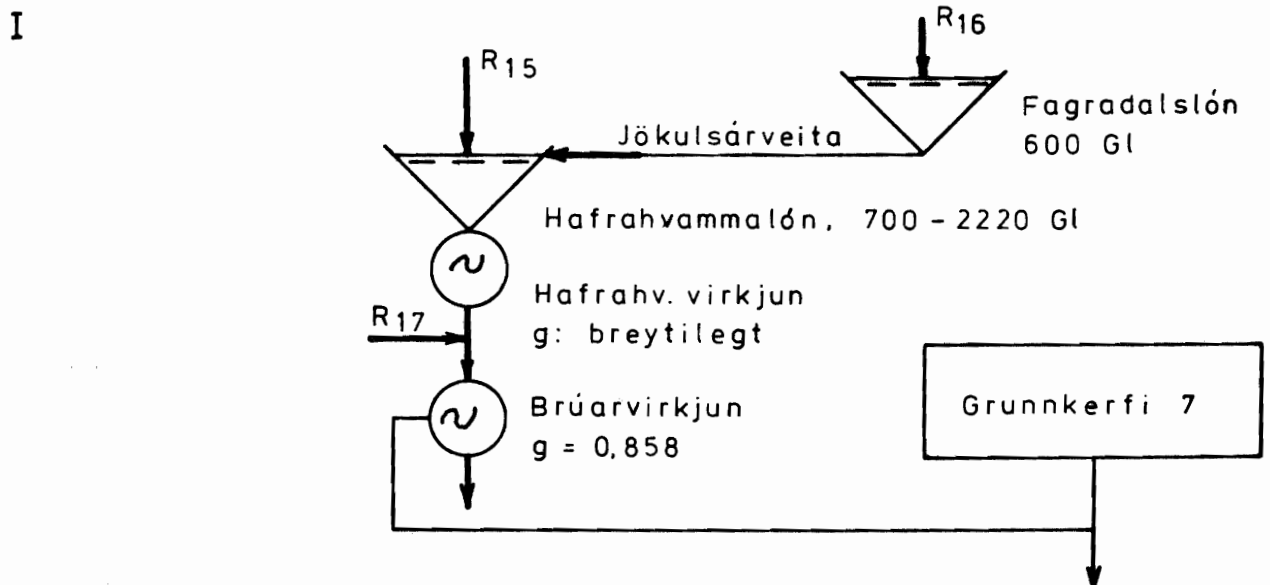 I
R16
R15
Fagradalslón
600 Gl
Jökulsárveita
Hafrahvammalón, 700 - 2220 Gl
Hafrahv. virkjun
g: breytilegt
R17
Brúarvirkjun
g = 0,858
Grunnkerfi 7